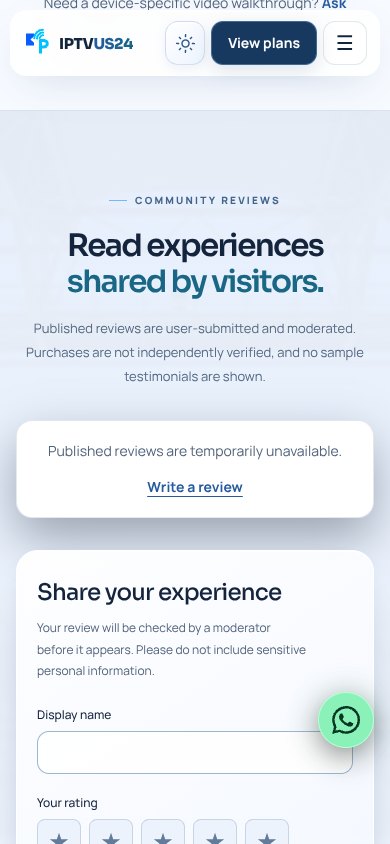 Need a device-specific video walkthrough? Ask
IPTVUS24
View plans
COMMUNITY REVIEWS
Read experiences
shared by visitors.
Published reviews are user-submitted and moderated.
Purchases are not independently verified, and no sample
testimonials are shown.
Published reviews are temporarily unavailable.
Write a review
Share your experience
Your review will be checked by a moderator
before it appears. Please do not include sensitive
personal information.
Display name
Your rating